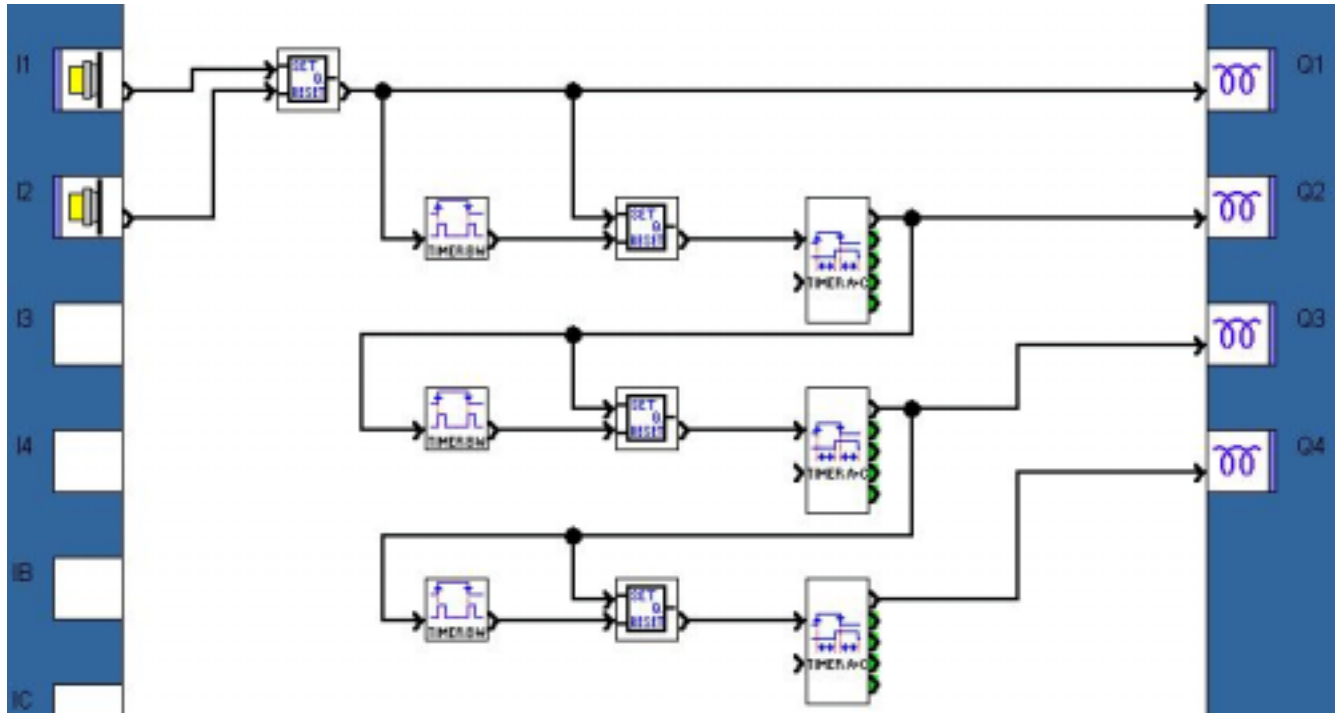 I1
SET
Q
RESET
Q1
I2
TIMER BW
SET
Q
RESET
TIMER A/C
Q2
I3
Q3
TIMER BW
SET
Q
RESET
TIMER A/C
I4
Q4
IB
TIMER BW
SET
Q
RESET
TIMER A/C
IC